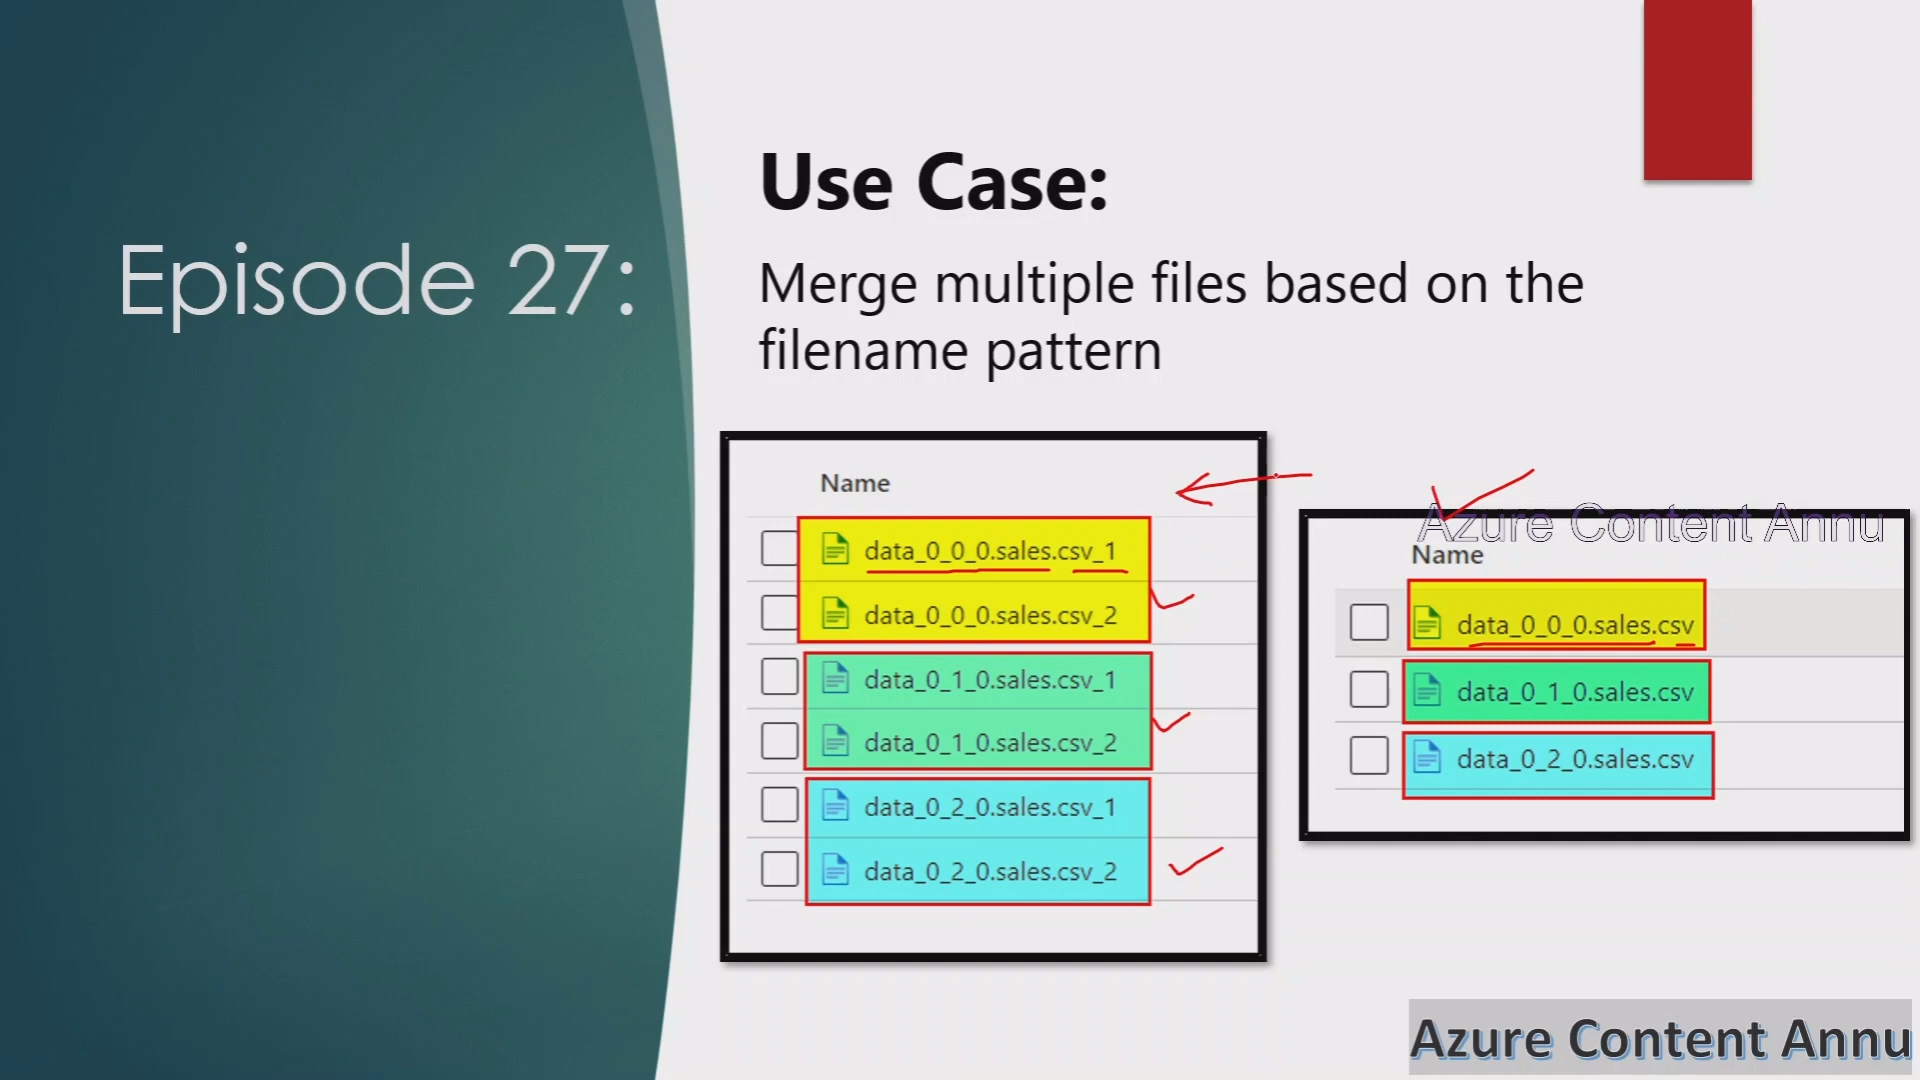 Episode 27:
Use Case:
Merge multiple files based on the
filename pattern
Name
data_0_0_0.sales.csv_1
data_0_0_0.sales.csv_2
data_0_1_0.sales.csv_1
data_0_1_0.sales.csv_2
data_0_2_0.sales.csv_1
data_0_2_0.sales.csv_2
Azure Content Annu
Name
data_0_0_0.sales.csv
data_0_1_0.sales.csv
data_0_2_0.sales.csv
Azure Content Annu